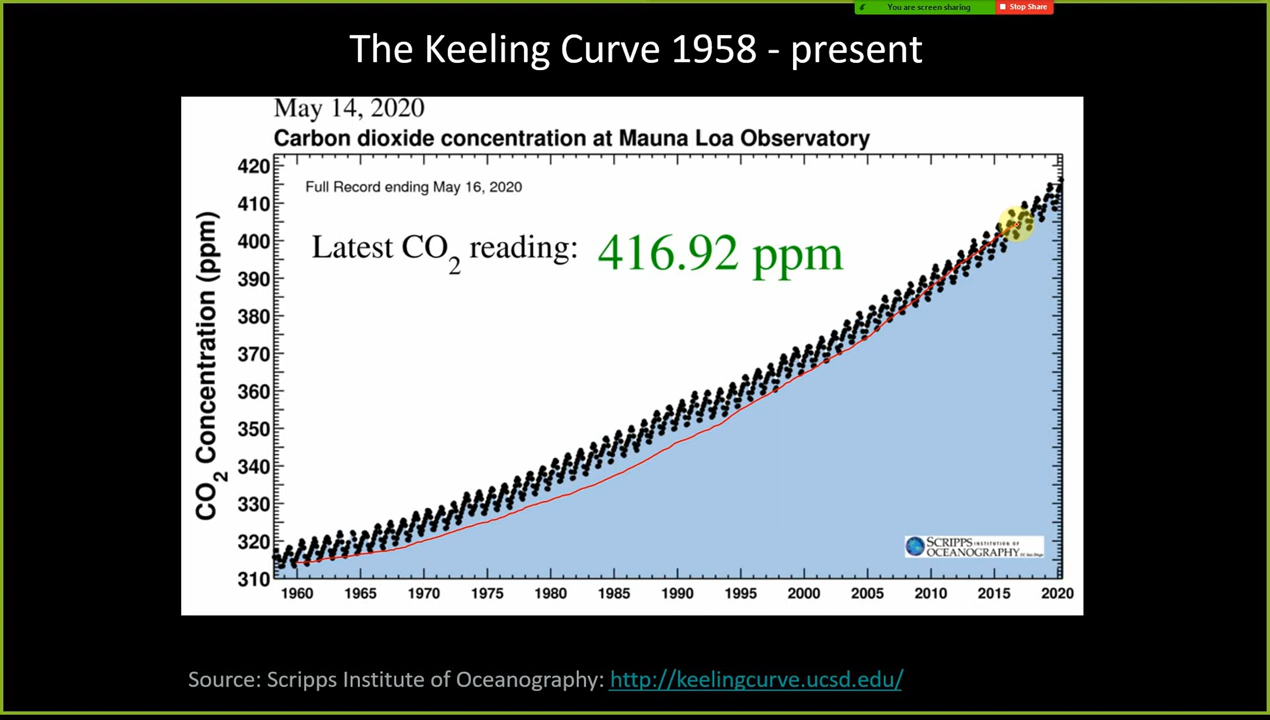 You are screen sharing
Stop Share
The Keeling Curve 1958 - present
May 14, 2020
Carbon dioxide concentration at Mauna Loa Observatory
Full Record ending May 16, 2020
Latest CO2 reading: 416.92 ppm
CO2 Concentration (ppm)
420
410
400
390
380
370
360
350
340
330
320
310
1960 1965 1970 1975 1980 1985 1990 1995 2000 2005 2010 2015 2020
SCRIPPS INSTITUTION OF
OCEANOGRAPHY
Source: Scripps Institute of Oceanography: http://keelingcurve.ucsd.edu/